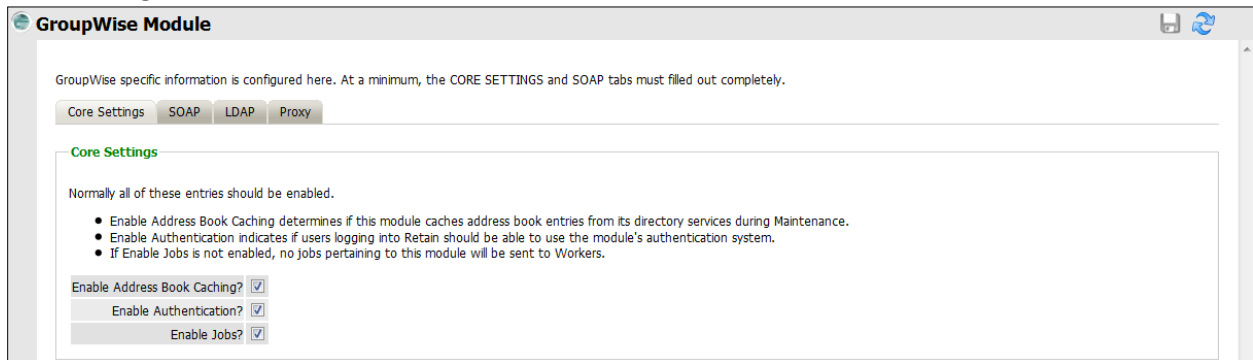 GroupWise Module
GroupWise specific information is configured here. At a minimum, the CORE SETTINGS and SOAP tabs must filled out completely.
Core Settings SOAP LDAP Proxy
Core Settings
Normally all of these entries should be enabled.
• Enable Address Book Caching determines if this module caches address book entries from its directory services during Maintenance.
• Enable Authentication indicates if users logging into Retain should be able to use the module's authentication system.
• If Enable Jobs is not enabled, no jobs pertaining to this module will be sent to Workers.
Enable Address Book Caching?
Enable Authentication?
Enable Jobs?